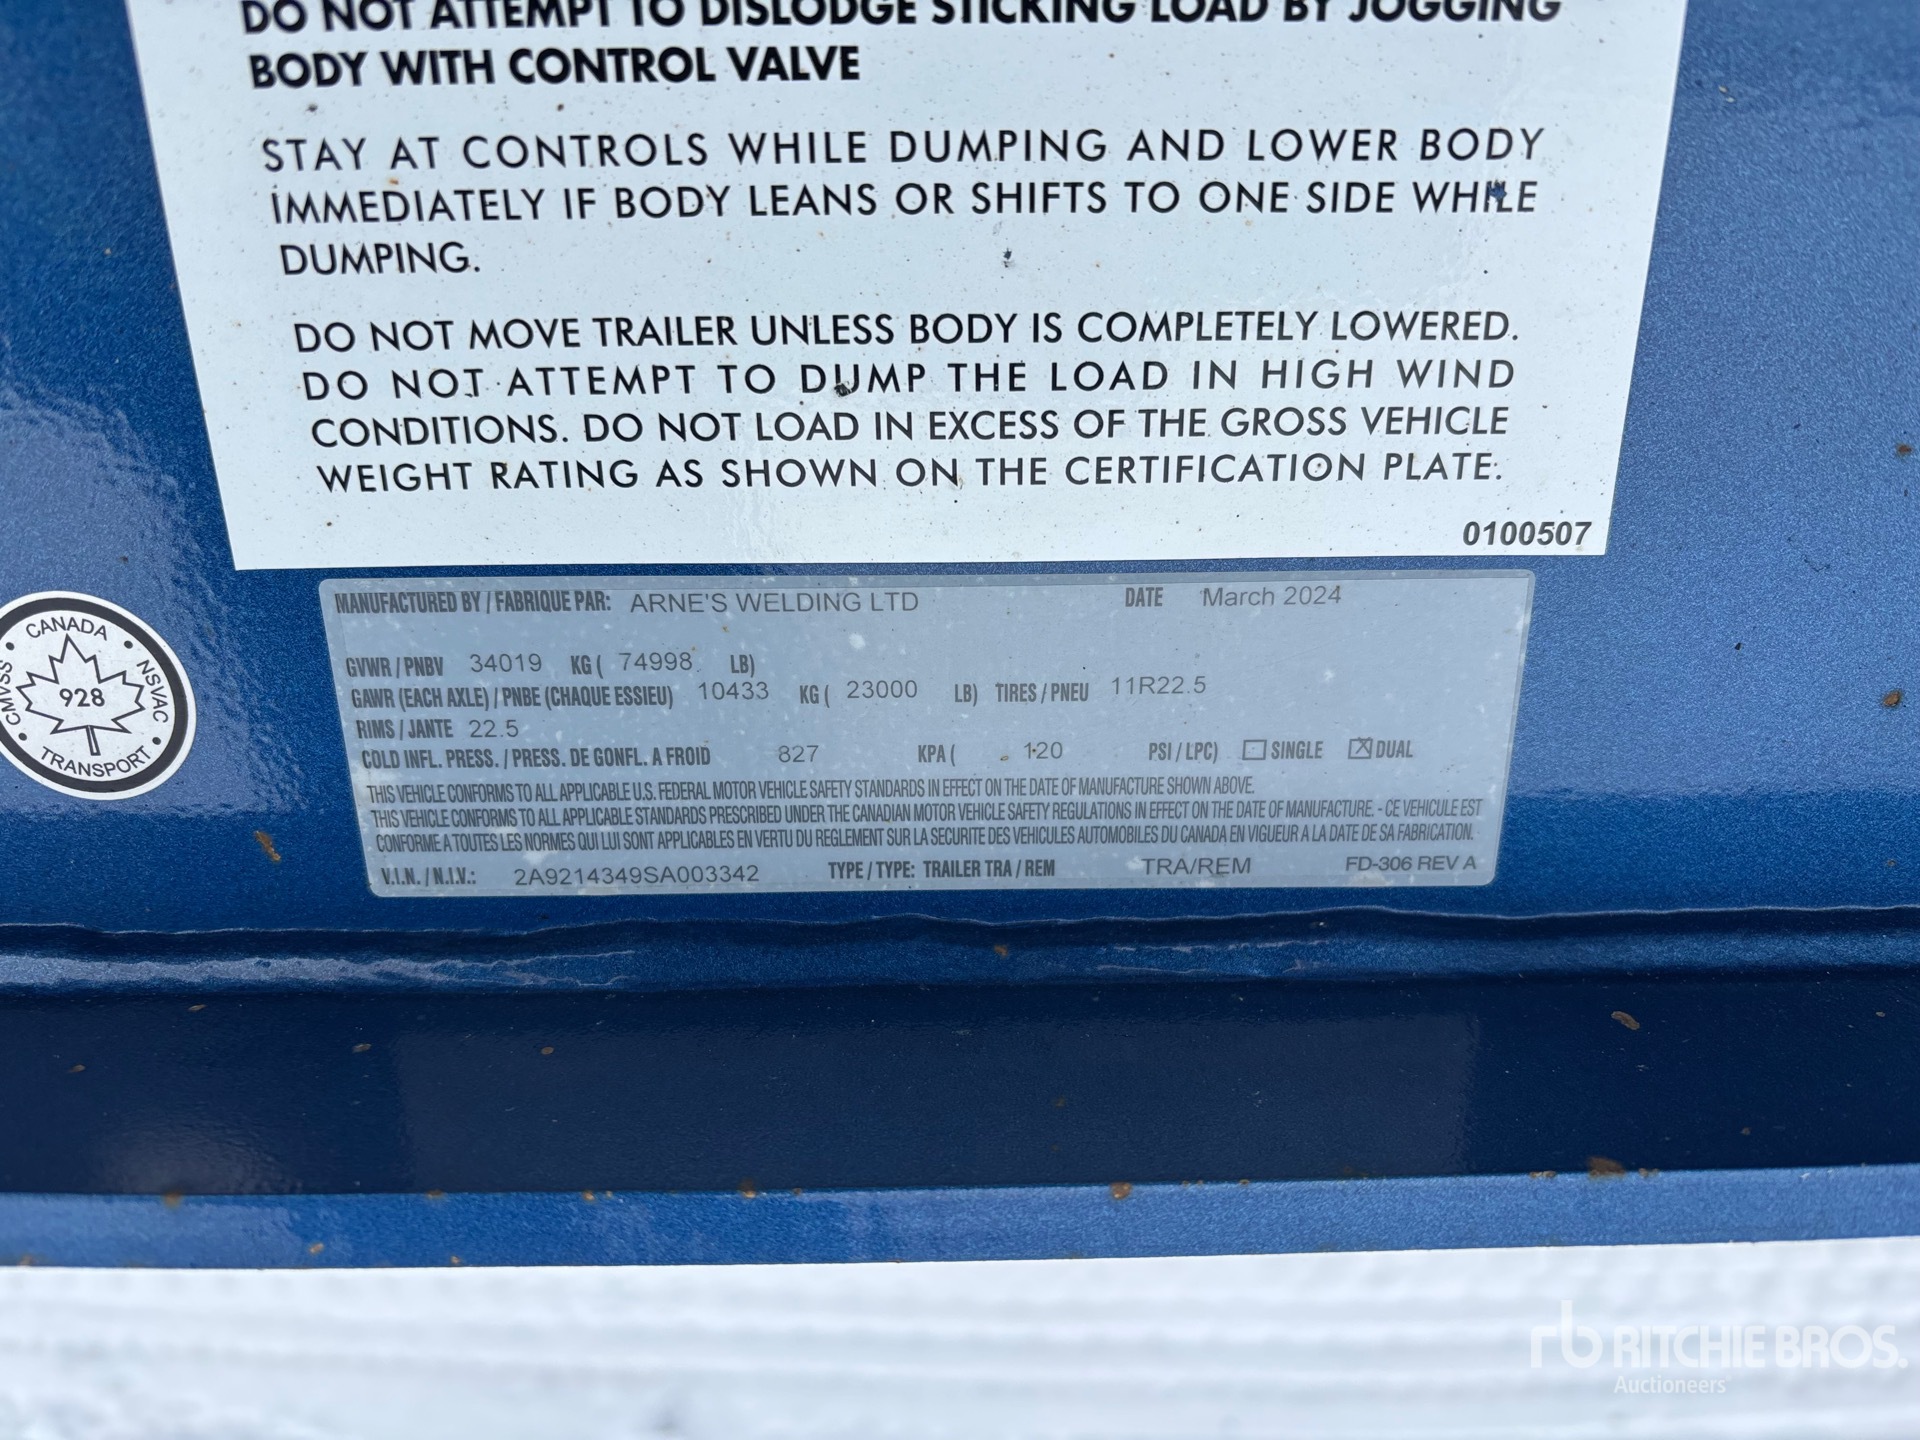 DO NOT ATTEMPT TO DISLODGE STICKING LOAD BY JOGGING
BODY WITH CONTROL VALVE
STAY AT CONTROLS WHILE DUMPING AND LOWER BODY
IMMEDIATELY IF BODY LEANS OR SHIFTS TO ONE SIDE WHILE
DUMPING.
DO NOT MOVE TRAILER UNLESS BODY IS COMPLETELY LOWERED.
DO NOT ATTEMPT TO DUMP THE LOAD IN HIGH WIND
CONDITIONS. DO NOT LOAD IN EXCESS OF THE GROSS VEHICLE
WEIGHT RATING AS SHOWN ON THE CERTIFICATION PLATE.
0100507
MANUFACTURED BY / FABRIQUE PAR: ARNE'S WELDING LTD DATE March 2024
GVWR / PNBV 34019 KG ( 74998 LB)
GAWR (EACH AXLE) / PNBE (CHAQUE ESSIEU) 10433 KG ( 23000 LB) TIRES / PNEU 11R22.5
RIMS / JANTE 22.5
COLD INFL. PRESS. / PRESS. DE GONFL. A FROID 827 KPA ( 120 PSI / LPC) SINGLE DUAL
THIS VEHICLE CONFORMS TO ALL APPLICABLE U.S. FEDERAL MOTOR VEHICLE SAFETY STANDARDS IN EFFECT ON THE DATE OF MANUFACTURE SHOWN ABOVE.
THIS VEHICLE CONFORMS TO ALL APPLICABLE STANDARDS PRESCRIBED UNDER THE CANADIAN MOTOR VEHICLE SAFETY REGULATIONS IN EFFECT ON THE DATE OF MANUFACTURE. - CE VEHICULE EST
CONFORME A TOUTES LES NORMES QUI LUI SONT APPLICABLES EN VERTU DU REGLEMENT SUR LA SECURITE DES VEHICULES AUTOMOBILES DU CANADA EN VIGUEUR A LA DATE DE SA FABRICATION.
V.I.N. / N.I.V.: 2A9214349SA003342 TYPE / TYPE: TRAILER TRA / REM TRA/REM FD-306 REV A
CANADA
CMVSS
928
NSVAC
TRANSPORT
rb RITCHIE BROS.
Auctioneers